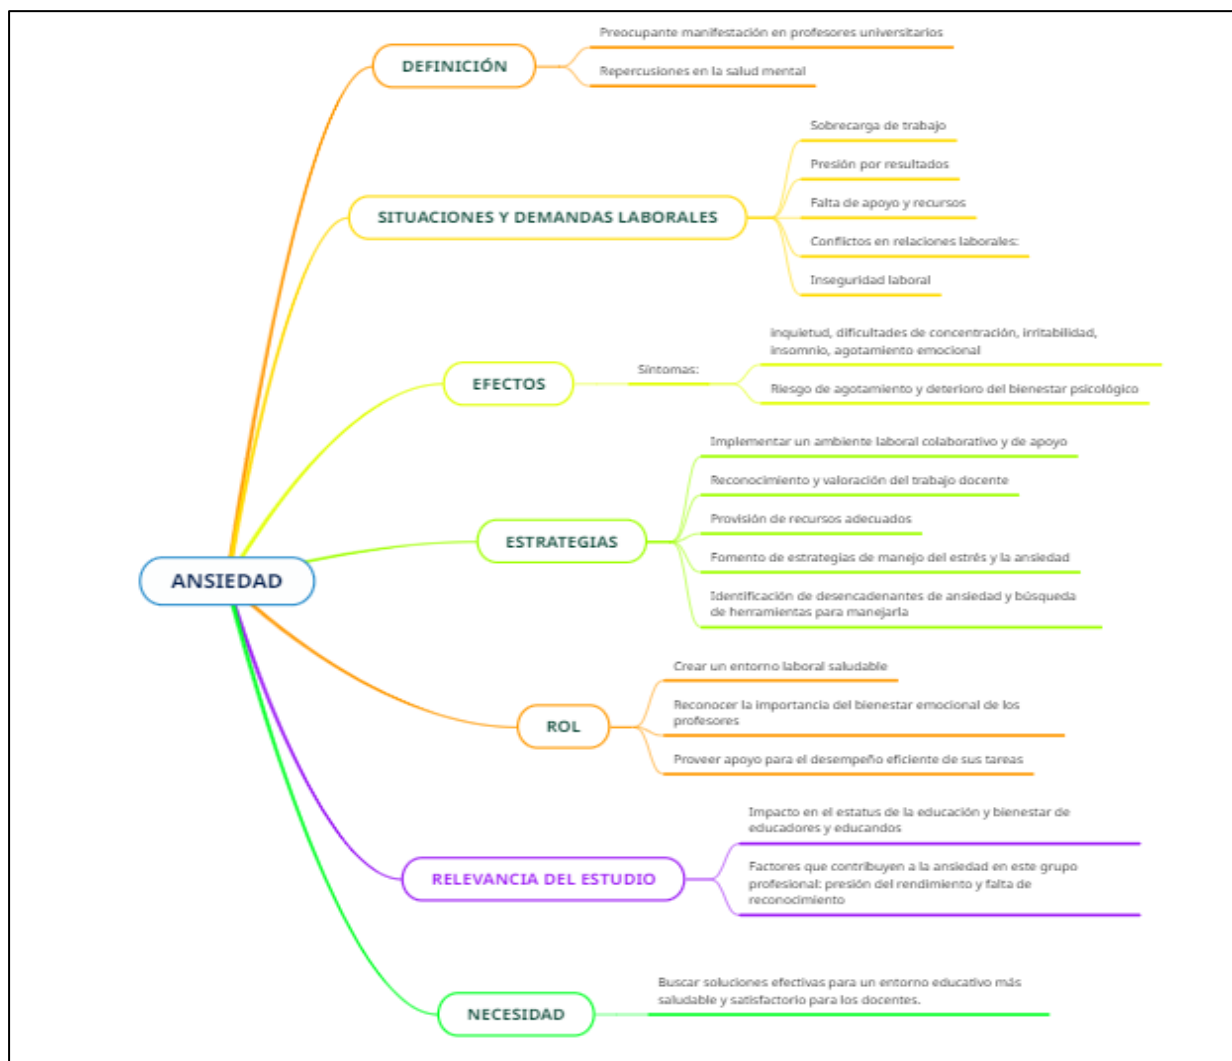 DEFINICIÓN
Preocupante manifestación en profesores universitarios
Repercusiones en la salud mental
SITUACIONES Y DEMANDAS LABORALES
Sobrecarga de trabajo
Presión por resultados
Falta de apoyo y recursos
Conflictos en relaciones laborales:
Inseguridad laboral
EFECTOS
Síntomas:
Inquietud, dificultades de concentración, irritabilidad,
insomnio, agotamiento emocional
Riesgo de agotamiento y deterioro del bienestar psicológico
ESTRATEGIAS
Implementar un ambiente laboral colaborativo y de apoyo
Reconocimiento y valoración del trabajo docente
Provisión de recursos adecuados
Fomento de estrategias de manejo del estrés y la ansiedad
Identificación de desencadenantes de ansiedad y búsqueda
de herramientas para manejarla
ANSIEDAD
ROL
Crear un entorno laboral saludable
Reconocer la importancia del bienestar emocional de los
profesores
Proveer apoyo para el desempeño eficiente de sus tareas
RELEVANCIA DEL ESTUDIO
Impacto en el estatus de la educación y bienestar de
educadores y educandos
Factores que contribuyen a la ansiedad en este grupo
profesional: presión del rendimiento y falta de
reconocimiento
NECESIDAD
Buscar soluciones efectivas para un entorno educativo más
saludable y satisfactorio para los docentes.